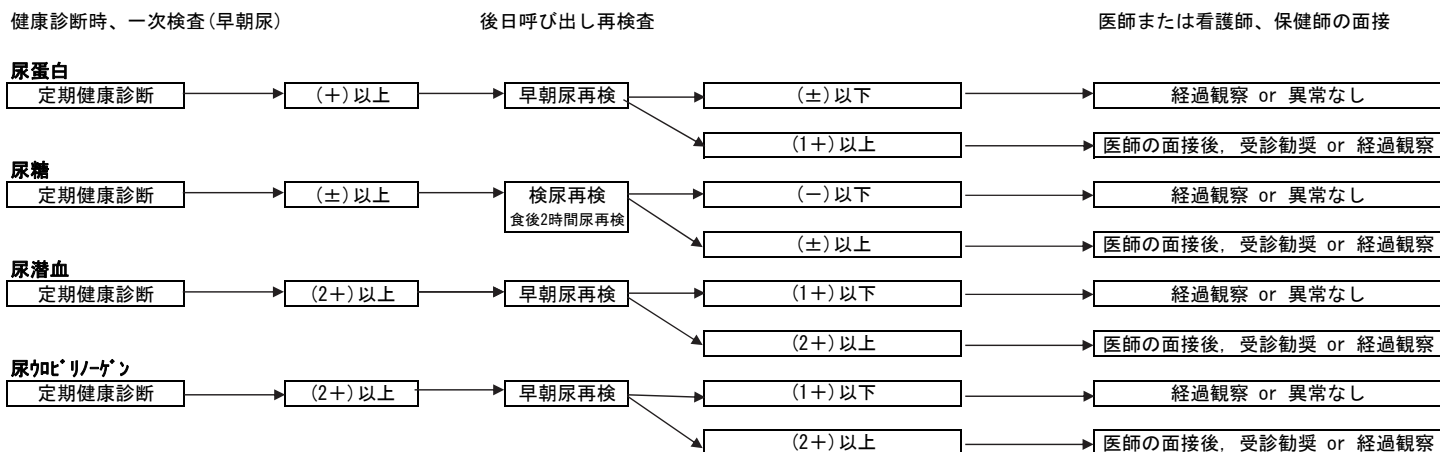 健康診断時、一次検査(早朝尿) 後日呼び出し再検査 医師または看護師、保健師の面接
尿蛋白
定期健康診断 (+)以上 早朝尿再検 (±)以下 経過観察 or 異常なし
(1+)以上 医師の面接後, 受診勧奨 or 経過観察
尿糖
定期健康診断 (±)以上 検尿再検 (-)以下 経過観察 or 異常なし
食後2時間尿再検
(±)以上 医師の面接後, 受診勧奨 or 経過観察
尿潜血
定期健康診断 (2+)以上 早朝尿再検 (1+)以下 経過観察 or 異常なし
(2+)以上 医師の面接後, 受診勧奨 or 経過観察
尿ｳﾛﾋﾞﾘﾉｰｹﾞﾝ
定期健康診断 (2+)以上 早朝尿再検 (1+)以下 経過観察 or 異常なし
(2+)以上 医師の面接後, 受診勧奨 or 経過観察